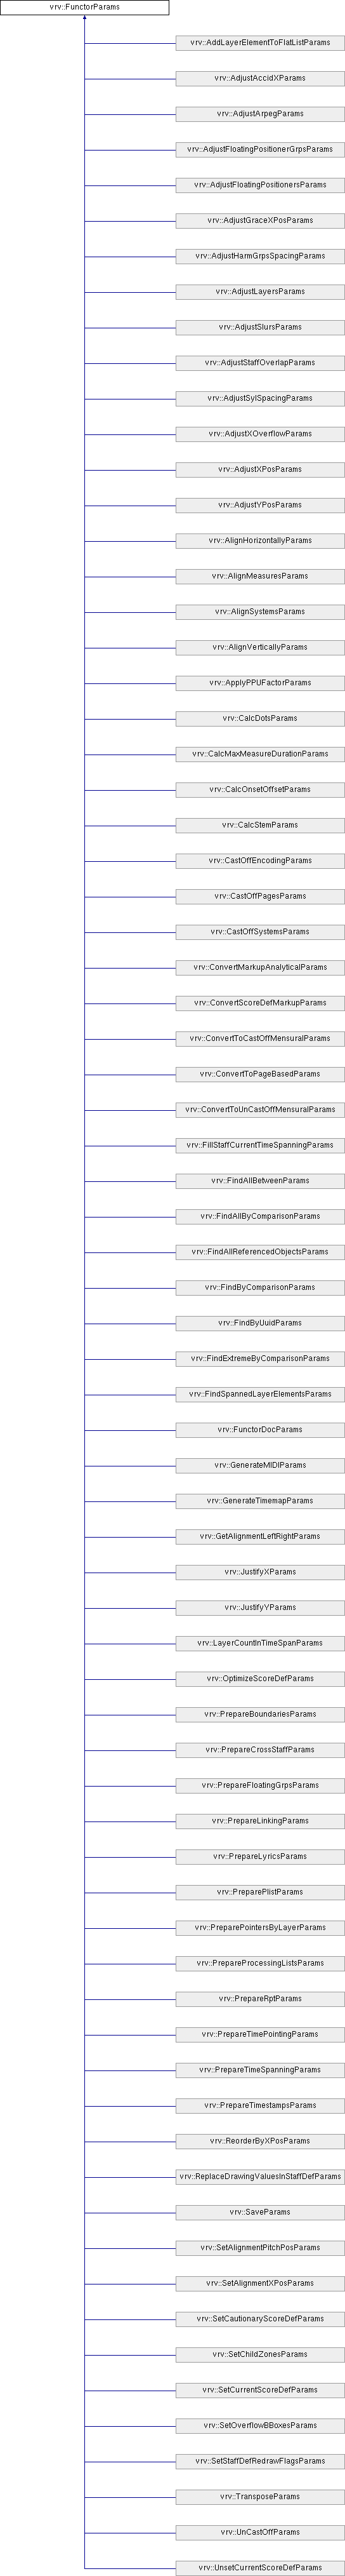 vrv::FunctorParams
vrv::AddLayerElementToFlatListParams
vrv::AdjustAccidXParams
vrv::AdjustArpegParams
vrv::AdjustFloatingPositionerGrpsParams
vrv::AdjustFloatingPositionersParams
vrv::AdjustGraceXPosParams
vrv::AdjustHarmGrpsSpacingParams
vrv::AdjustLayersParams
vrv::AdjustSlursParams
vrv::AdjustStaffOverlapParams
vrv::AdjustSylSpacingParams
vrv::AdjustXOverflowParams
vrv::AdjustXPosParams
vrv::AdjustYPosParams
vrv::AlignHorizontallyParams
vrv::AlignMeasuresParams
vrv::AlignSystemsParams
vrv::AlignVerticallyParams
vrv::ApplyPPUFactorParams
vrv::CalcDotsParams
vrv::CalcMaxMeasureDurationParams
vrv::CalcOnsetOffsetParams
vrv::CalcStemParams
vrv::CastOffEncodingParams
vrv::CastOffPagesParams
vrv::CastOffSystemsParams
vrv::ConvertMarkupAnalyticalParams
vrv::ConvertScoreDefMarkupParams
vrv::ConvertToCastOffMensuralParams
vrv::ConvertToPageBasedParams
vrv::ConvertToUnCastOffMensuralParams
vrv::FillStaffCurrentTimeSpanningParams
vrv::FindAllBetweenParams
vrv::FindAllByComparisonParams
vrv::FindAllReferencedObjectsParams
vrv::FindByComparisonParams
vrv::FindByUuidParams
vrv::FindExtremeByComparisonParams
vrv::FindSpannedLayerElementsParams
vrv::FunctorDocParams
vrv::GenerateMIDIParams
vrv::GenerateTimemapParams
vrv::GetAlignmentLeftRightParams
vrv::JustifyXParams
vrv::JustifyYParams
vrv::LayerCountInTimeSpanParams
vrv::OptimizeScoreDefParams
vrv::PrepareBoundariesParams
vrv::PrepareCrossStaffParams
vrv::PrepareFloatingGrpsParams
vrv::PrepareLinkingParams
vrv::PrepareLyricsParams
vrv::PreparePlistParams
vrv::PreparePointersByLayerParams
vrv::PrepareProcessingListsParams
vrv::PrepareRptParams
vrv::PrepareTimePointingParams
vrv::PrepareTimeSpanningParams
vrv::PrepareTimestampsParams
vrv::ReorderByXPosParams
vrv::ReplaceDrawingValuesInStaffDefParams
vrv::SaveParams
vrv::SetAlignmentPitchPosParams
vrv::SetAlignmentXPosParams
vrv::SetCautionaryScoreDefParams
vrv::SetChildZonesParams
vrv::SetCurrentScoreDefParams
vrv::SetOverflowBBoxesParams
vrv::SetStaffDefRedrawFlagsParams
vrv::TransposeParams
vrv::UnCastOffParams
vrv::UnsetCurrentScoreDefParams